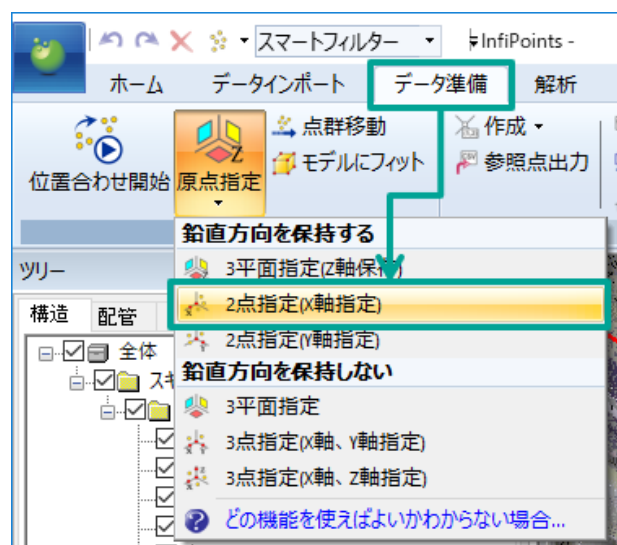 スマートフィルター InfiPoints -
ホーム データインポート データ準備 解析
位置合わせ開始 原点指定 点群移動 作成
モデルにフィット 参照点出力
鉛直方向を保持する
ツリー 3平面指定(Z軸保持)
構造 配管 2点指定(X軸指定)
全体 2点指定(Y軸指定)
鉛直方向を保持しない
3平面指定
3点指定(X軸、Y軸指定)
3点指定(X軸、Z軸指定)
どの機能を使えばよいかわからない場合...